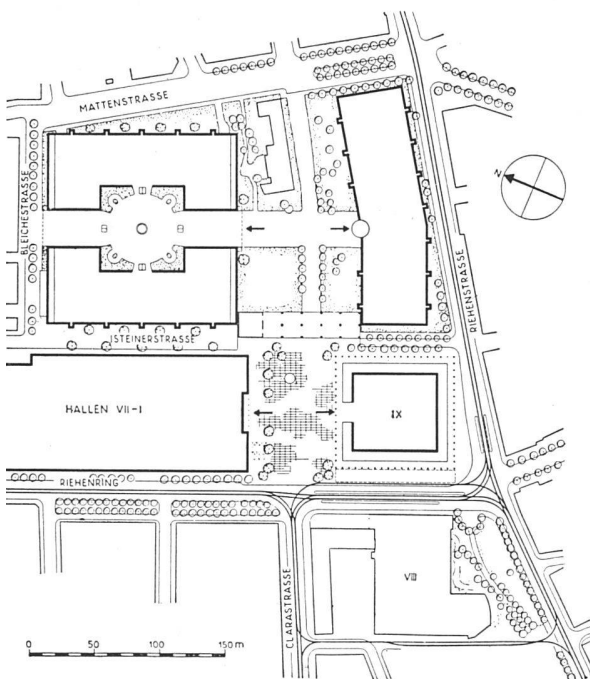 MATTENSTRASSE
BLEICHESTRASSE
N
RIEHENSTRASSE
ISTEINERSTRASSE
HALLEN VII-I
IX
RIEHENRING
VIII
CLARASTRASSE
0 50 100 150 m